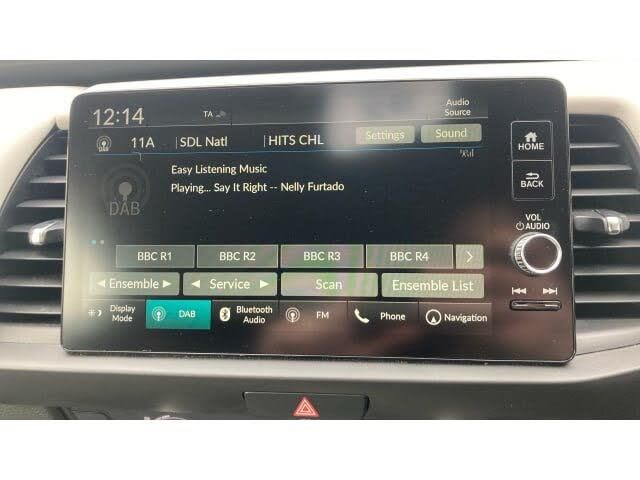 12:14 TA Audio Source
DAB 11A SDL Natl HITS CHL Settings Sound
Easy Listening Music
Playing... Say It Right -- Nelly Furtado
DAB
HOME
BACK
VOL
AUDIO
BBC R1 BBC R2 BBC R3 BBC R4 >
◄ Ensemble ► ◄ Service ► Scan Ensemble List
Display Mode DAB Bluetooth Audio FM Phone Navigation